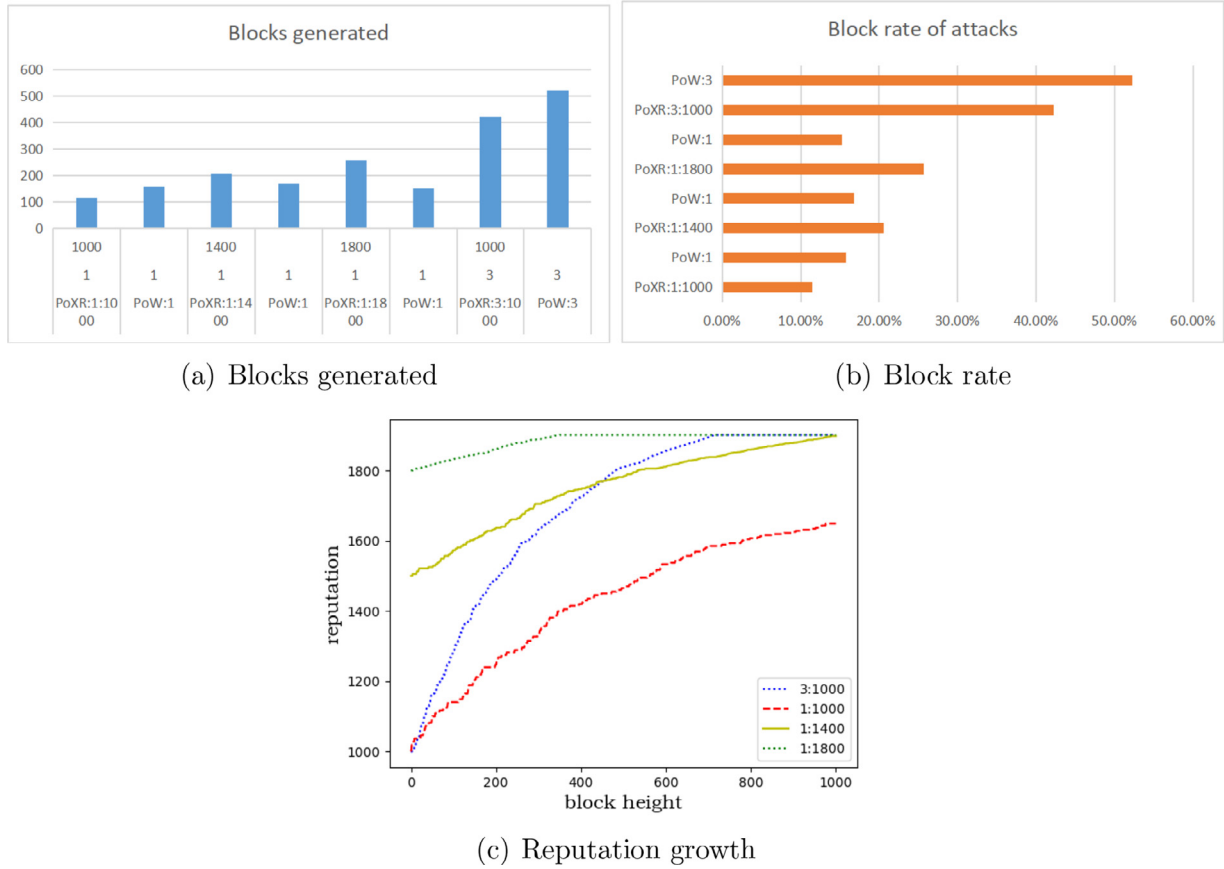 Blocks generated
600
500
400
300
200
100
0
1000 1400 1800 1000
1 1 1 1 1 1 3 3
PoXR:1:10 PoW:1 PoXR:1:14 PoW:1 PoXR:1:18 PoW:1 PoXR:3:10 PoW:3
00 00 00 00
(a) Blocks generated
Block rate of attacks
PoW:3
PoXR:3:1000
PoW:1
PoXR:1:1800
PoW:1
PoXR:1:1400
PoW:1
PoXR:1:1000
0.00% 10.00% 20.00% 30.00% 40.00% 50.00% 60.00%
(b) Block rate
reputation
1800
1600
1400
1200
1000
3:1000
1:1000
1:1400
1:1800
0 200 400 600 800 1000
block height
(c) Reputation growth